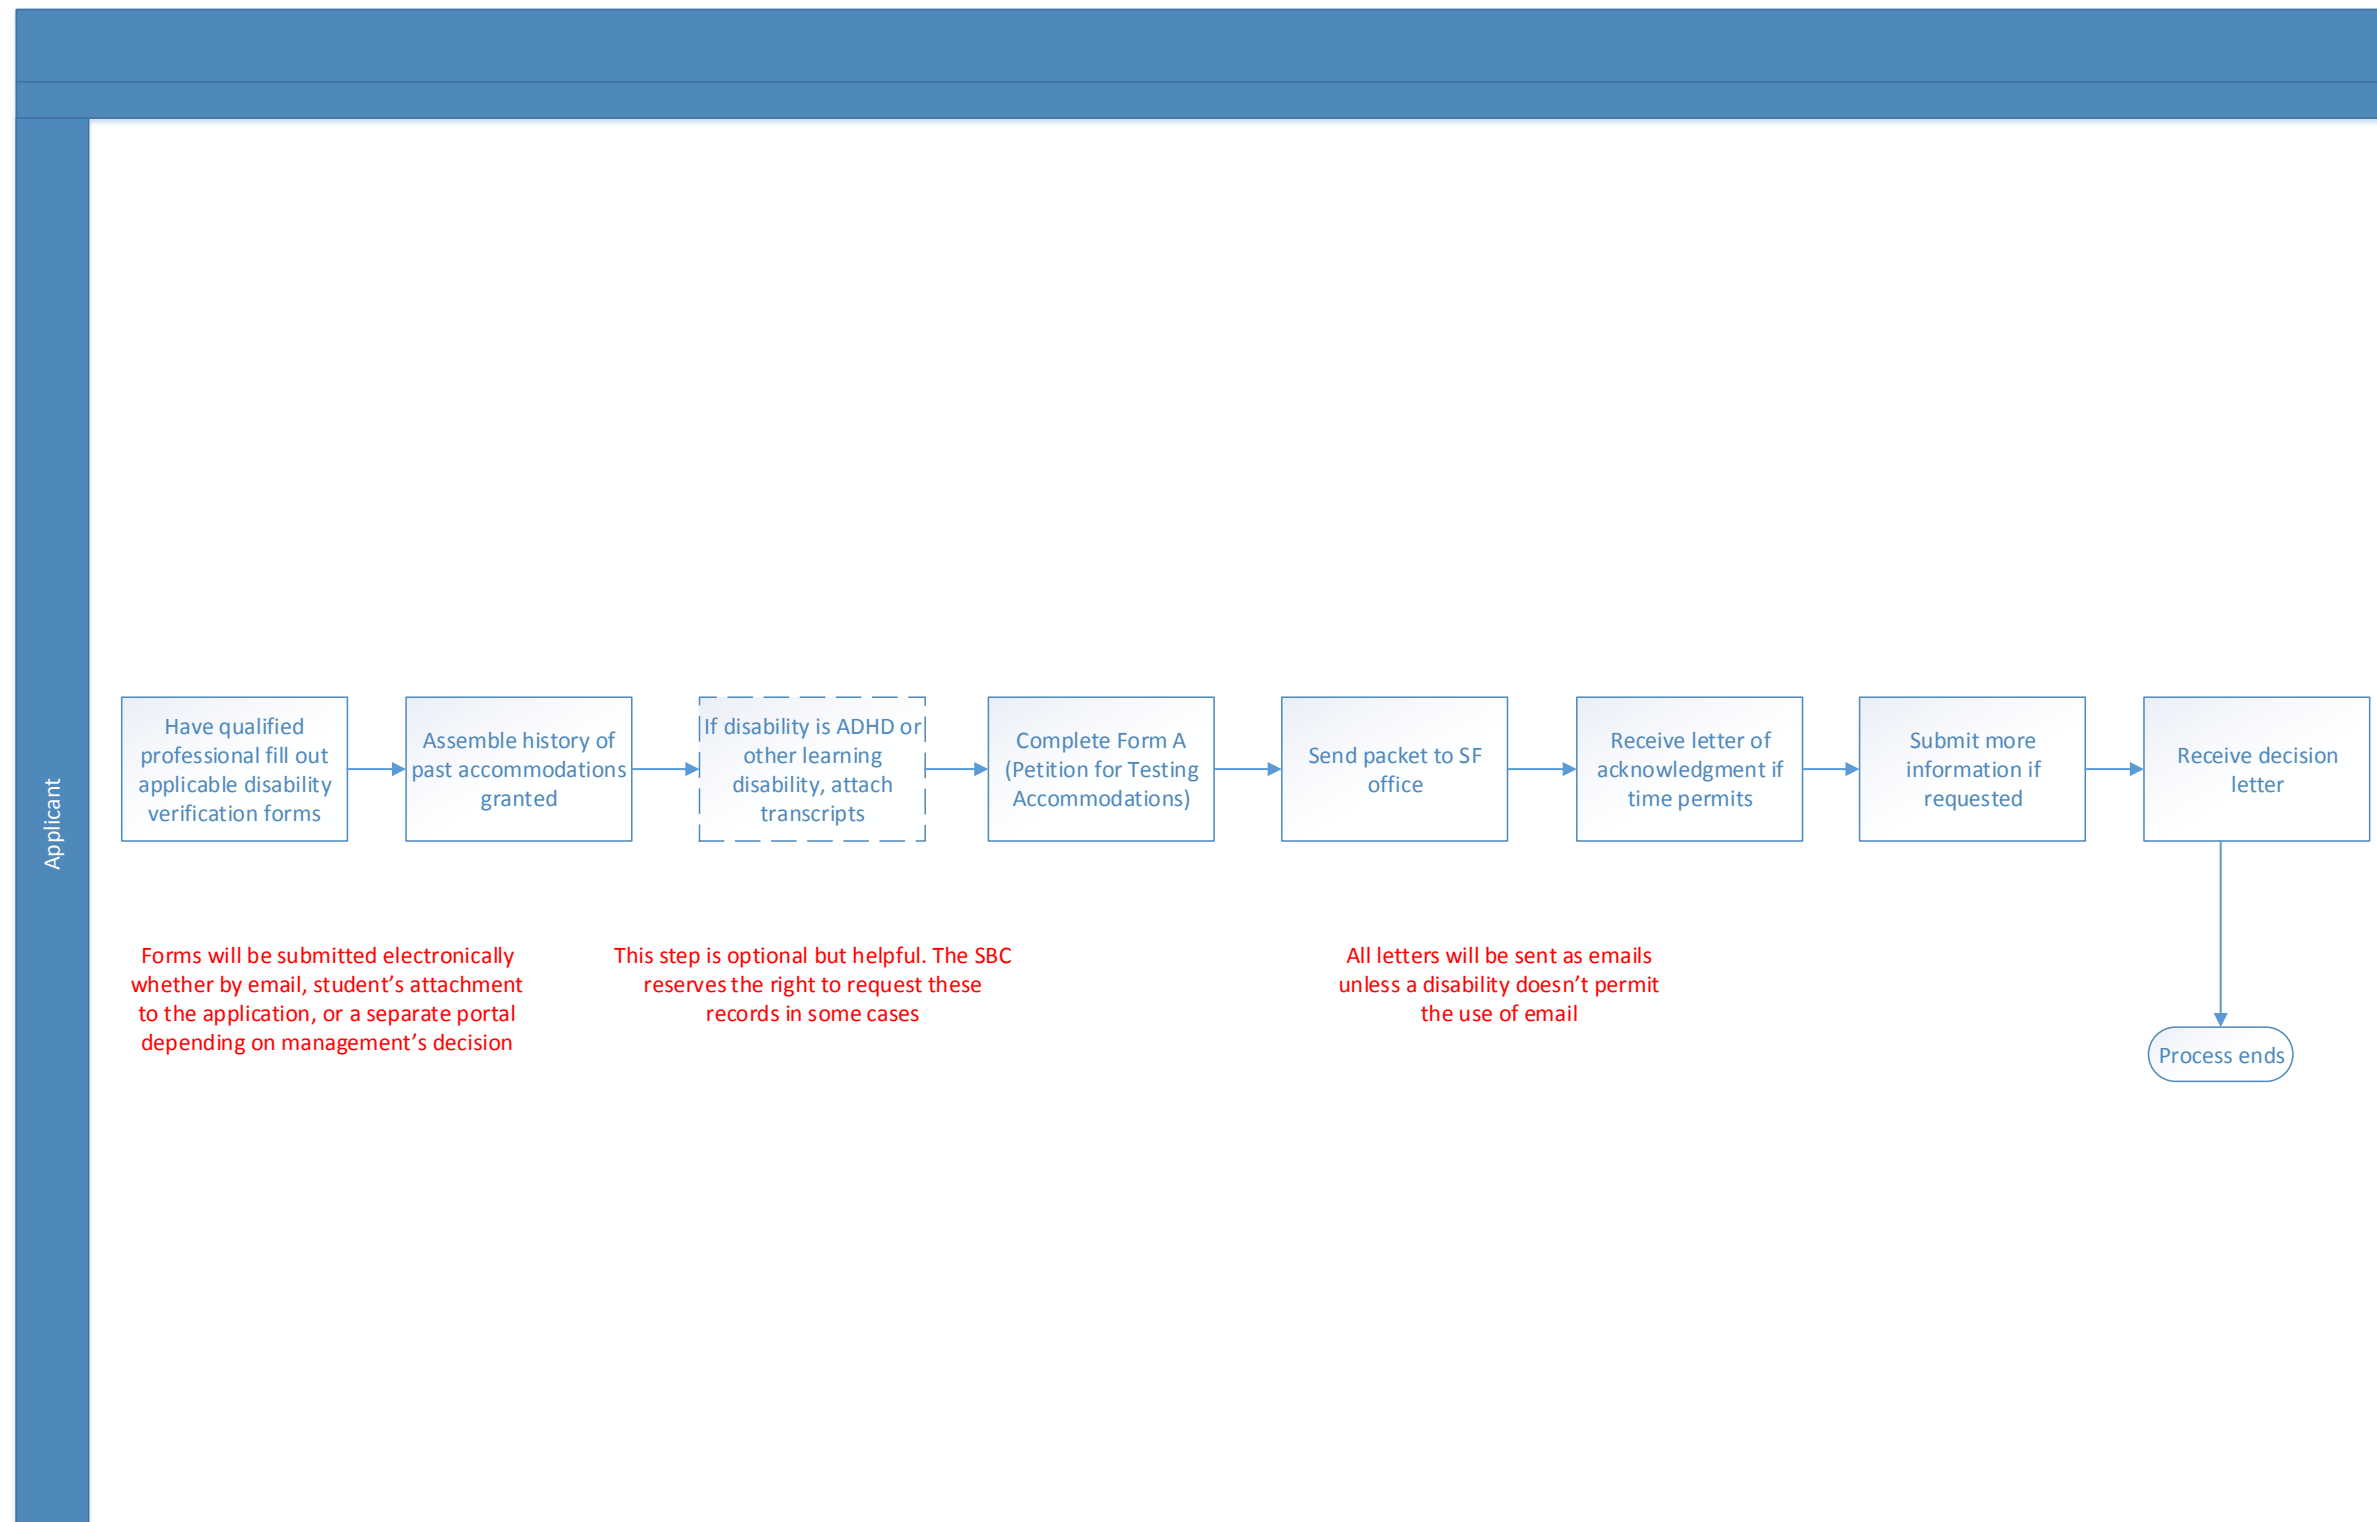 Applicant
Have qualified
professional fill out
applicable disability
verification forms
Assemble history of
past accommodations
granted
If disability is ADHD or
other learning
disability, attach
transcripts
Complete Form A
(Petition for Testing
Accommodations)
Send packet to SF
office
Receive letter of
acknowledgment if
time permits
Submit more
information if
requested
Receive decision
letter
Forms will be submitted electronically
whether by email, student’s attachment
to the application, or a separate portal
depending on management’s decision
This step is optional but helpful. The SBC
reserves the right to request these
records in some cases
All letters will be sent as emails
unless a disability doesn’t permit
the use of email
Process ends